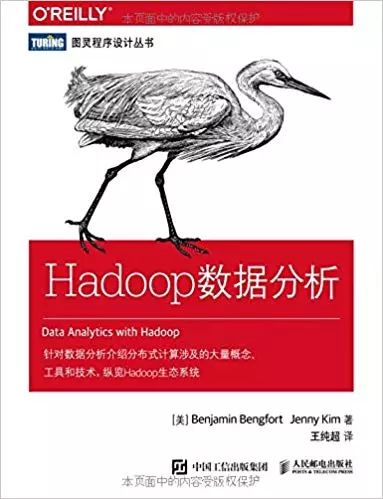 本页面中的内容受版权保护
O'REILLY®
TURING 图灵程序设计丛书
Hadoop数据分析
Data Analytics with Hadoop
针对数据分析介绍分布式计算涉及的大量概念、
工具和技术。纵览Hadoop生态系统
[美] Benjamin Bengfort Jenny Kim 著
王纯超 译
中国工信出版集团 人民邮电出版社
本页面中的内容受版权保护